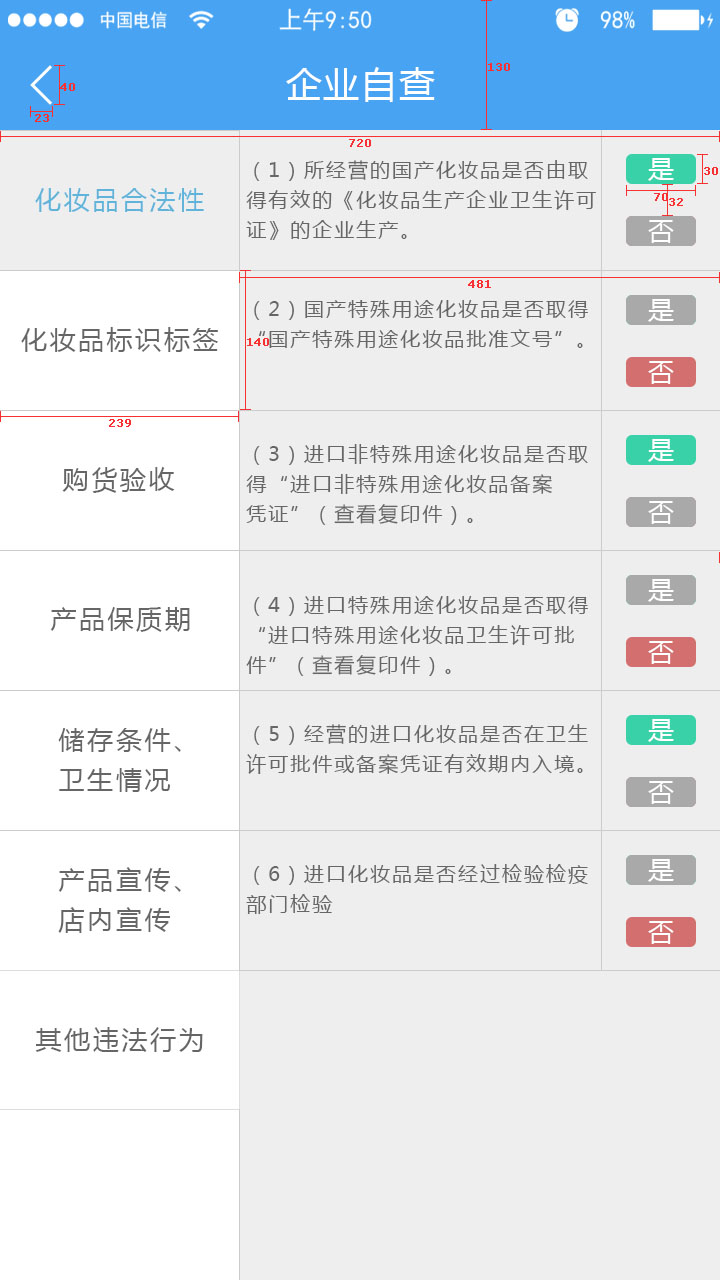 中国电信 上午9:50 98%
130
企业自查
40
23
720
化妆品合法性
（1）所经营的国产化妆品是否由取
得有效的《化妆品生产企业卫生许可
证》的企业生产。
是
30
70
32
否
481
化妆品标识标签
（2）国产特殊用途化妆品是否取得
“国产特殊用途化妆品批准文号”。
140
是
否
239
购货验收
（3）进口非特殊用途化妆品是否取
得“进口非特殊用途化妆品备案
凭证”（查看复印件）。
是
否
产品保质期
（4）进口特殊用途化妆品是否取得
“进口特殊用途化妆品卫生许可批
件”（查看复印件）。
是
否
储存条件、
卫生情况
（5）经营的进口化妆品是否在卫生
许可批件或备案凭证有效期内入境。
是
否
产品宣传、
店内宣传
（6）进口化妆品是否经过检验检疫
部门检验
是
否
其他违法行为